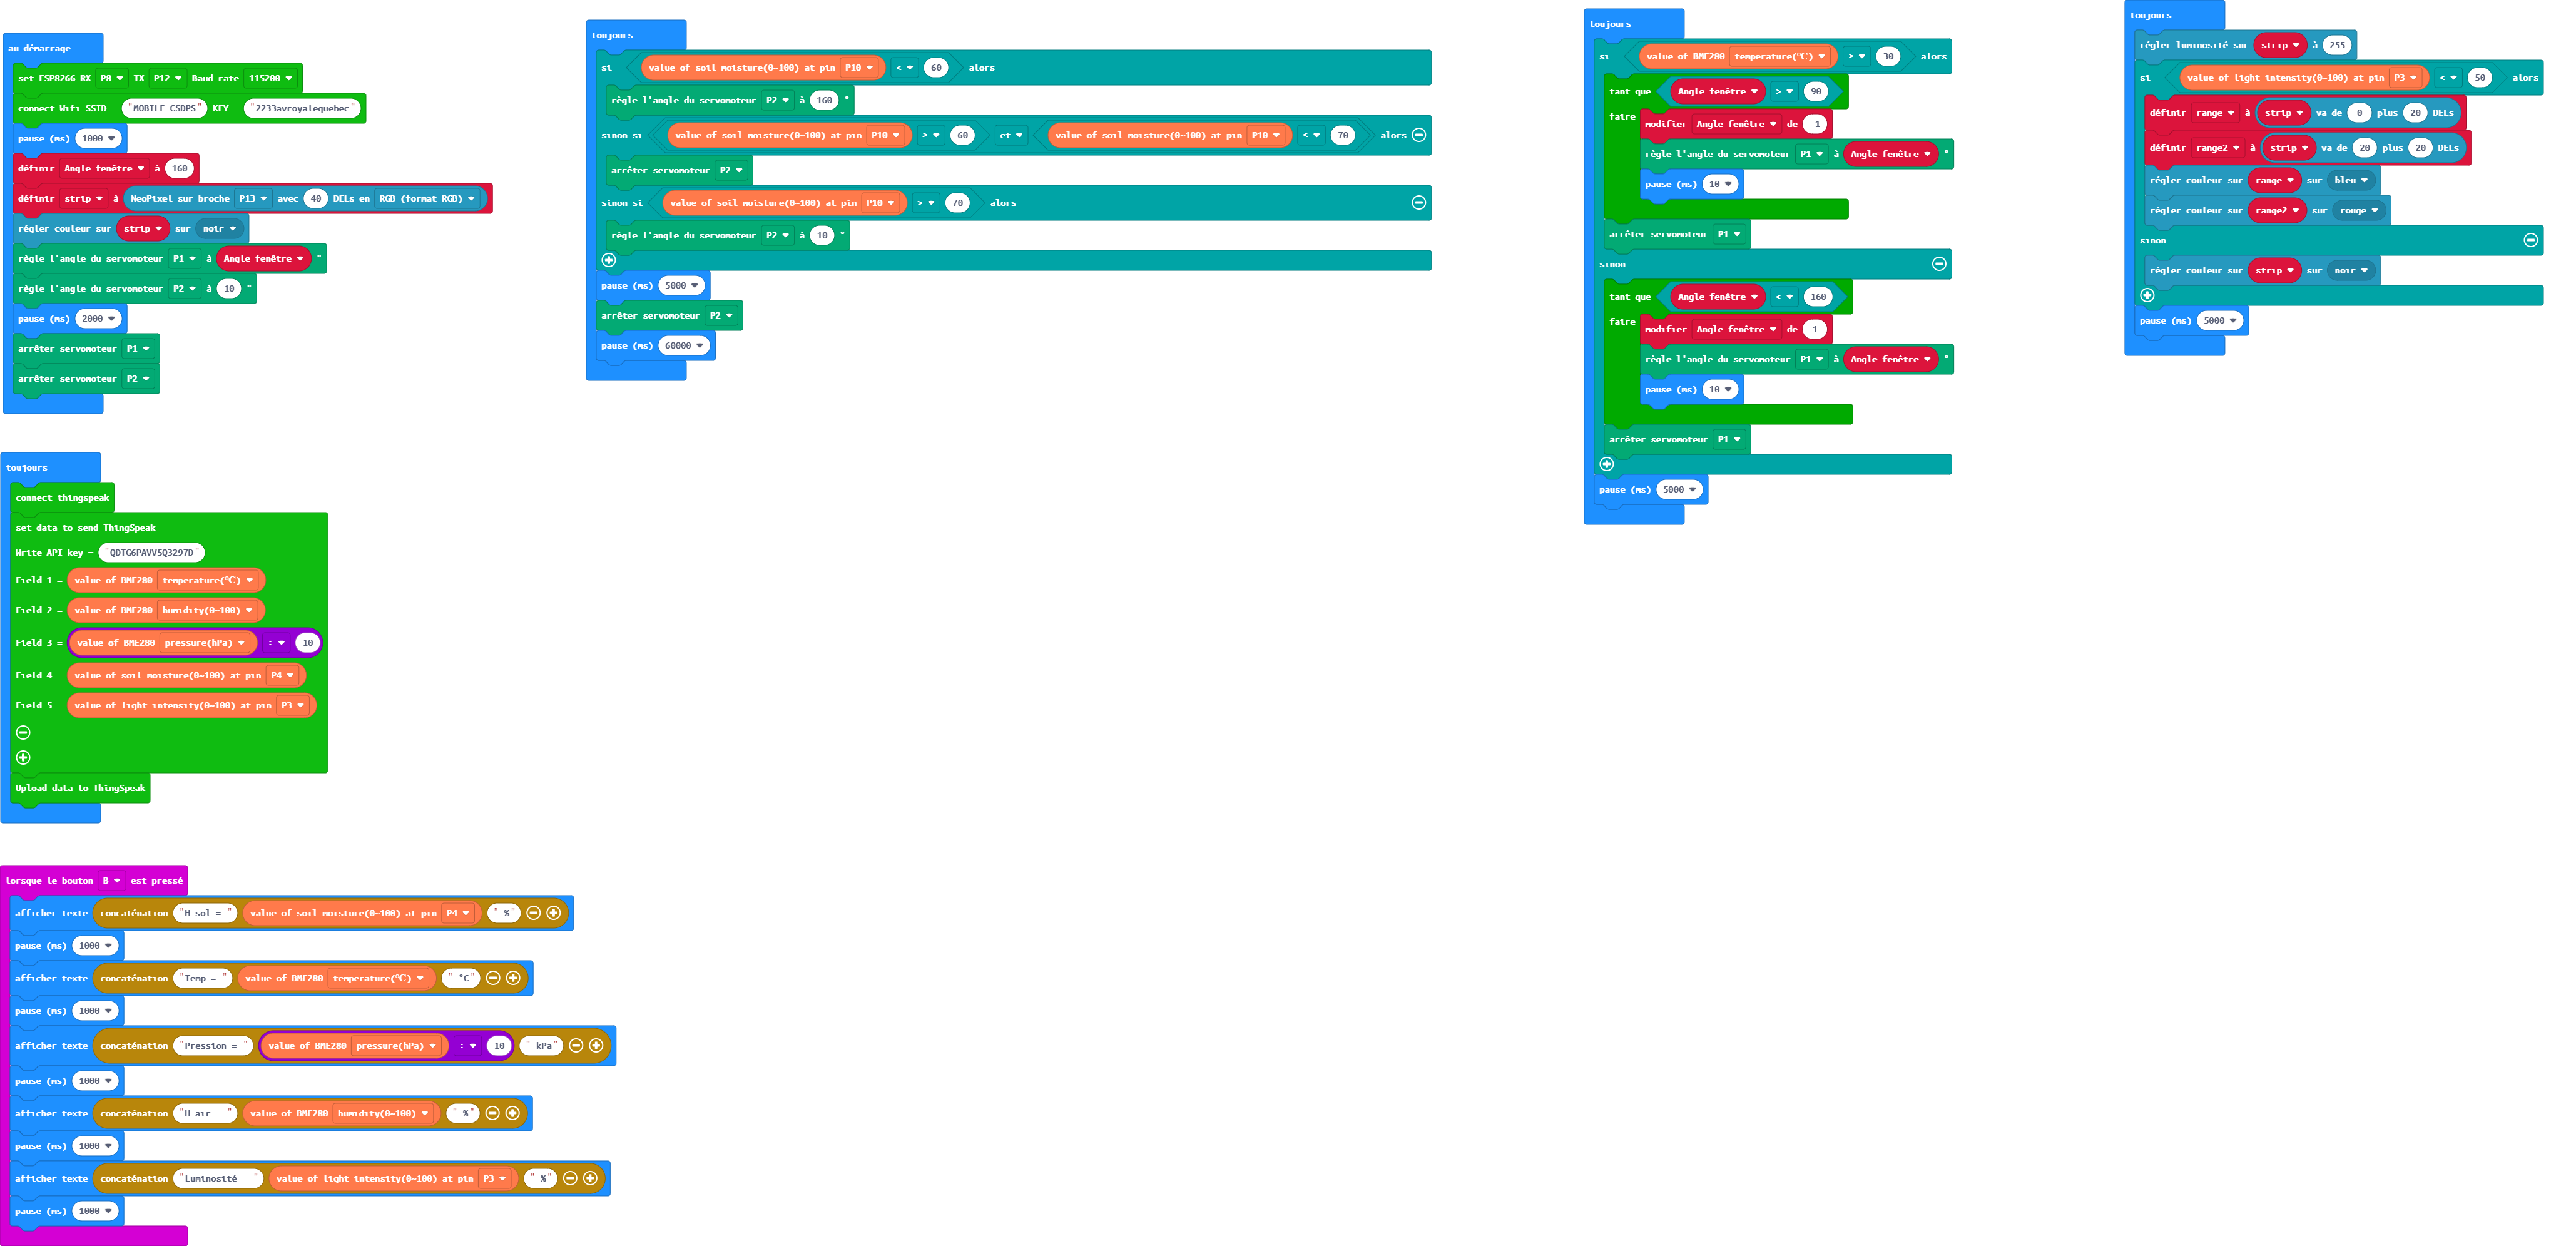 au démarrage
set ESP8266 RX P8 TX P12 Baud rate 115200
connect Wifi SSID = "MOBILE.CSDPS" KEY = "2233avroyalequebec"
pause (ms) 1000
définir Angle fenêtre à 160
définir strip à NeoPixel sur broche P13 avec 40 DELs en RGB (format RGB)
régler couleur sur strip sur noir
règle l'angle du servomoteur P1 à Angle fenêtre °
règle l'angle du servomoteur P2 à 10 °
pause (ms) 2000
arrêter servomoteur P1
arrêter servomoteur P2
toujours
connect thingspeak
set data to send ThingSpeak
Write API key = "QDTG6PAVV5Q3297D"
Field 1 = value of BME280 temperature(℃)
Field 2 = value of BME280 humidity(0~100)
Field 3 = value of BME280 pressure(hPa) ÷ 10
Field 4 = value of soil moisture(0~100) at pin P4
Field 5 = value of light intensity(0~100) at pin P3
Upload data to ThingSpeak
lorsque le bouton B est pressé
afficher texte concaténation "H sol = " value of soil moisture(0~100) at pin P4 " %"
pause (ms) 1000
afficher texte concaténation "Temp = " value of BME280 temperature(℃) " °C"
pause (ms) 1000
afficher texte concaténation "Pression = " value of BME280 pressure(hPa) ÷ 10 " kPa"
pause (ms) 1000
afficher texte concaténation "H air = " value of BME280 humidity(0~100) " %"
pause (ms) 1000
afficher texte concaténation "Luminosité = " value of light intensity(0~100) at pin P3 " %"
pause (ms) 1000
toujours
si value of soil moisture(0~100) at pin P10 < 60 alors
règle l'angle du servomoteur P2 à 160 °
sinon si value of soil moisture(0~100) at pin P10 ≥ 60 et value of soil moisture(0~100) at pin P10 ≤ 70 alors
arrêter servomoteur P2
sinon si value of soil moisture(0~100) at pin P10 > 70 alors
règle l'angle du servomoteur P2 à 10 °
pause (ms) 5000
arrêter servomoteur P2
pause (ms) 60000
toujours
si value of BME280 temperature(℃) ≥ 30 alors
tant que Angle fenêtre > 90
faire modifier Angle fenêtre de -1
règle l'angle du servomoteur P1 à Angle fenêtre °
pause (ms) 10
arrêter servomoteur P1
sinon
tant que Angle fenêtre < 160
faire modifier Angle fenêtre de 1
règle l'angle du servomoteur P1 à Angle fenêtre °
pause (ms) 10
arrêter servomoteur P1
pause (ms) 5000
toujours
régler luminosité sur strip à 255
si value of light intensity(0~100) at pin P3 < 50 alors
définir range à strip va de 0 plus 20 DELs
définir range2 à strip va de 20 plus 20 DELs
régler couleur sur range sur bleu
régler couleur sur range2 sur rouge
sinon
régler couleur sur strip sur noir
pause (ms) 5000